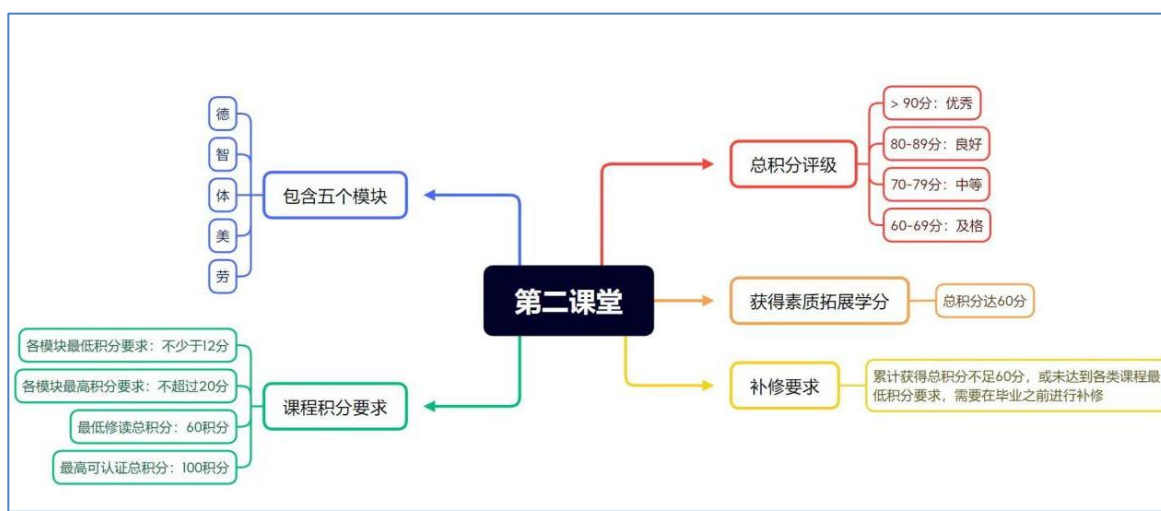 第二课堂
包含五个模块
德
智
体
美
劳
课程积分要求
各模块最低积分要求：不少于12分
各模块最高积分要求：不超过20分
最低修读总积分：60积分
最高可认证总积分：100积分
总积分评级
> 90分：优秀
80-89分：良好
70-79分：中等
60-69分：及格
获得素质拓展学分
总积分达60分
补修要求
累计获得总积分不足60分，或未达到各类课程最
低积分要求，需要在毕业之前进行补修